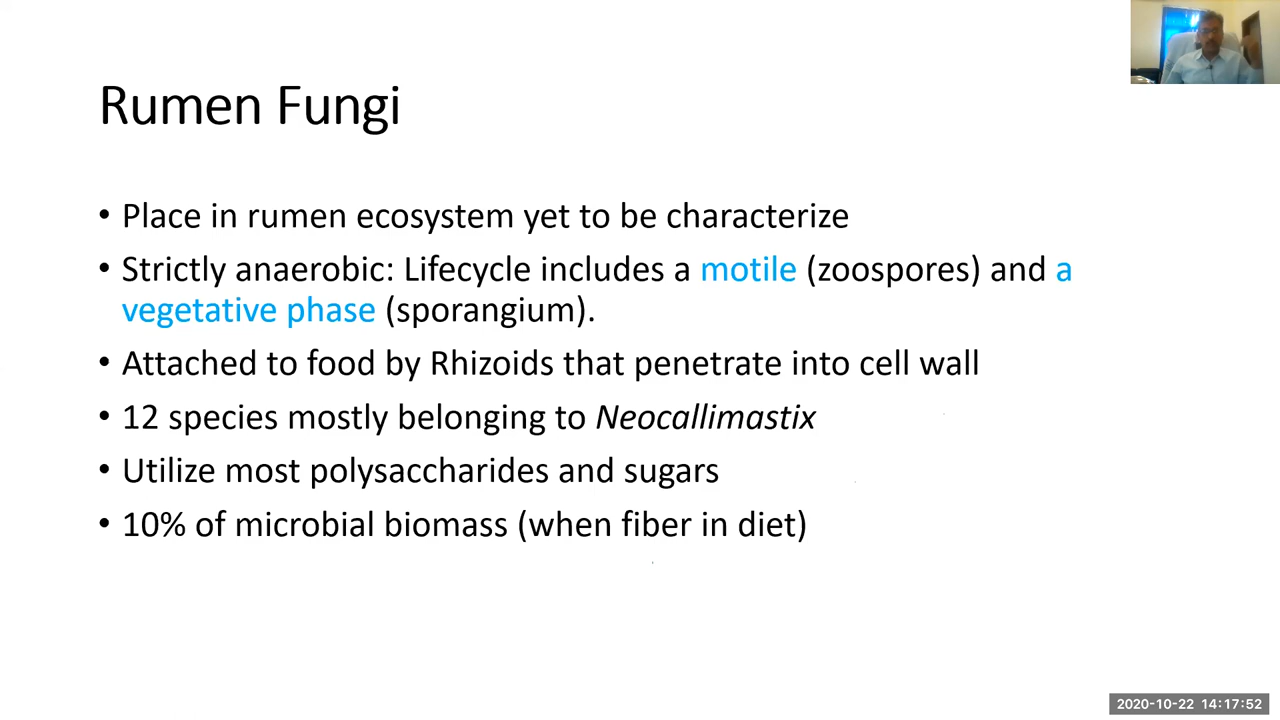 Rumen Fungi
• Place in rumen ecosystem yet to be characterize
• Strictly anaerobic: Lifecycle includes a motile (zoospores) and a
vegetative phase (sporangium).
• Attached to food by Rhizoids that penetrate into cell wall
• 12 species mostly belonging to Neocallimastix
• Utilize most polysaccharides and sugars
• 10% of microbial biomass (when fiber in diet)
2020-10-22 14:17:52